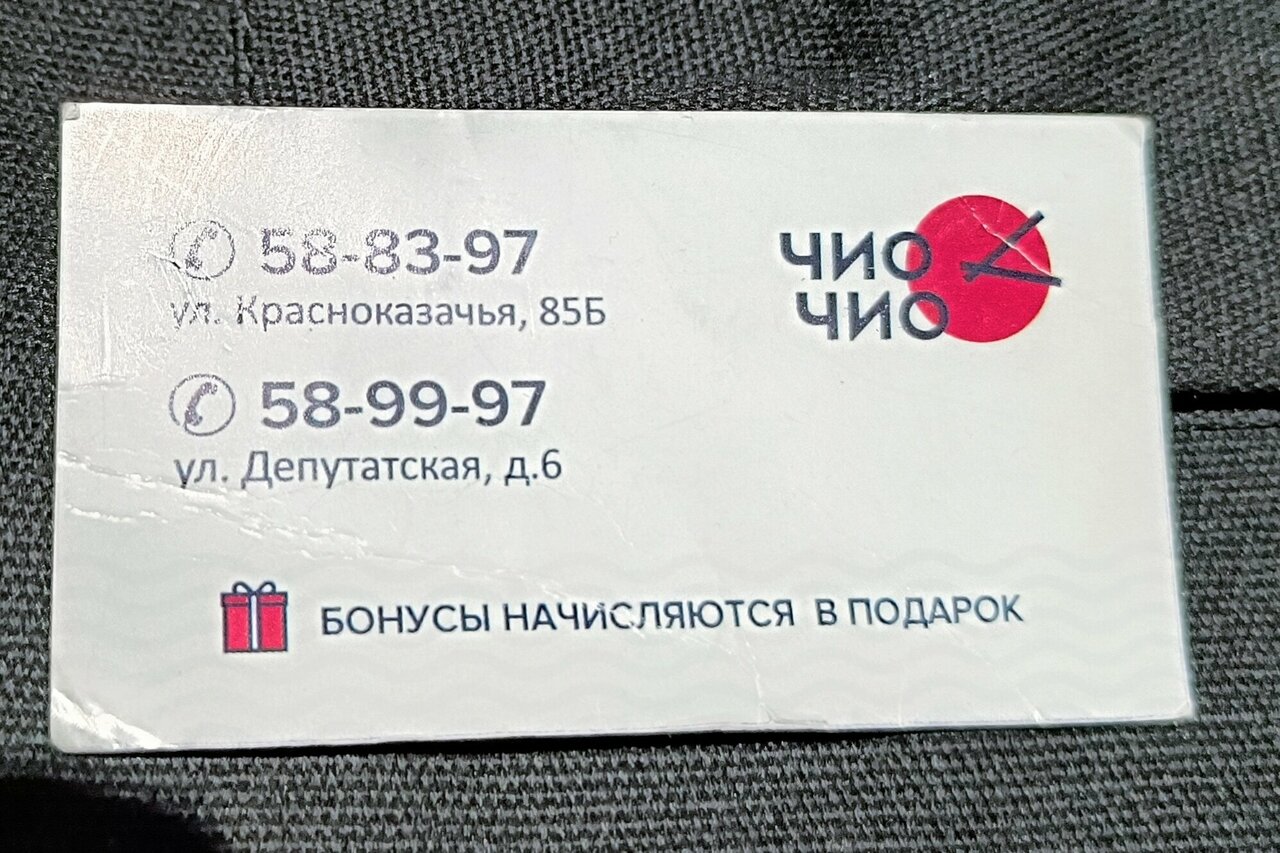 58-83-97
ул. Красноказачья, 85Б
58-99-97
ул. Депутатская, д.6
ЧИО
ЧИО
БОНУСЫ НАЧИСЛЯЮТСЯ В ПОДАРОК